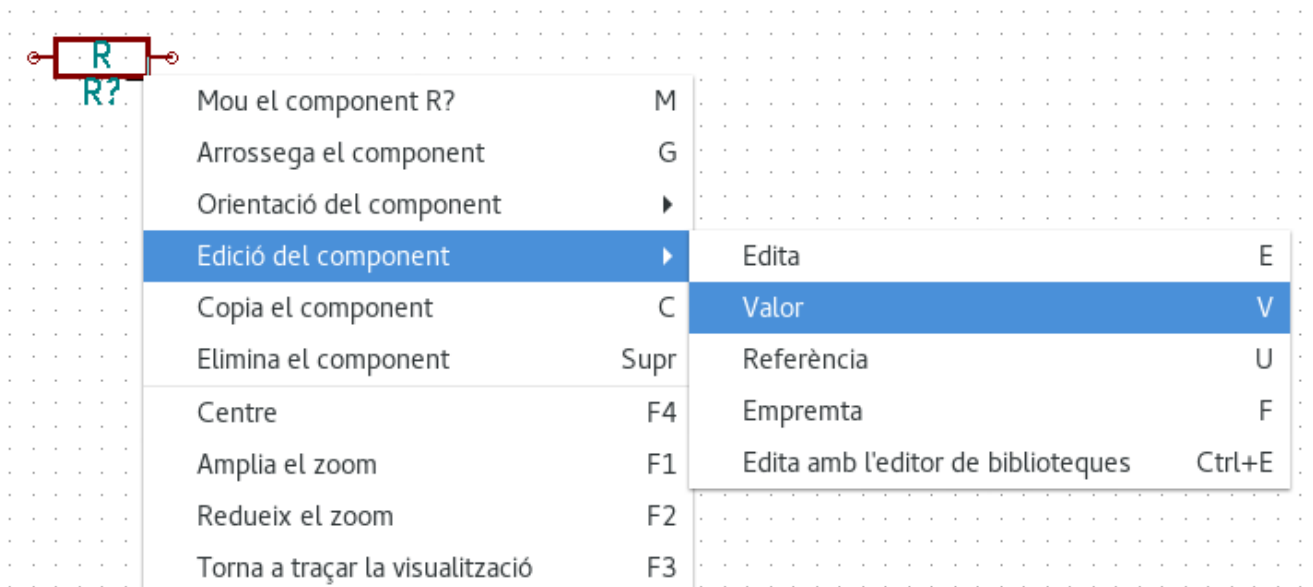 R
R?
Mou el component R? M
Arrossega el component G
Orientació del component
Edició del component
Copia el component C
Elimina el component Supr
Centre F4
Amplia el zoom F1
Redueix el zoom F2
Torna a traçar la visualització F3
Edita E
Valor V
Referència U
Empremta F
Edita amb l'editor de biblioteques Ctrl+E